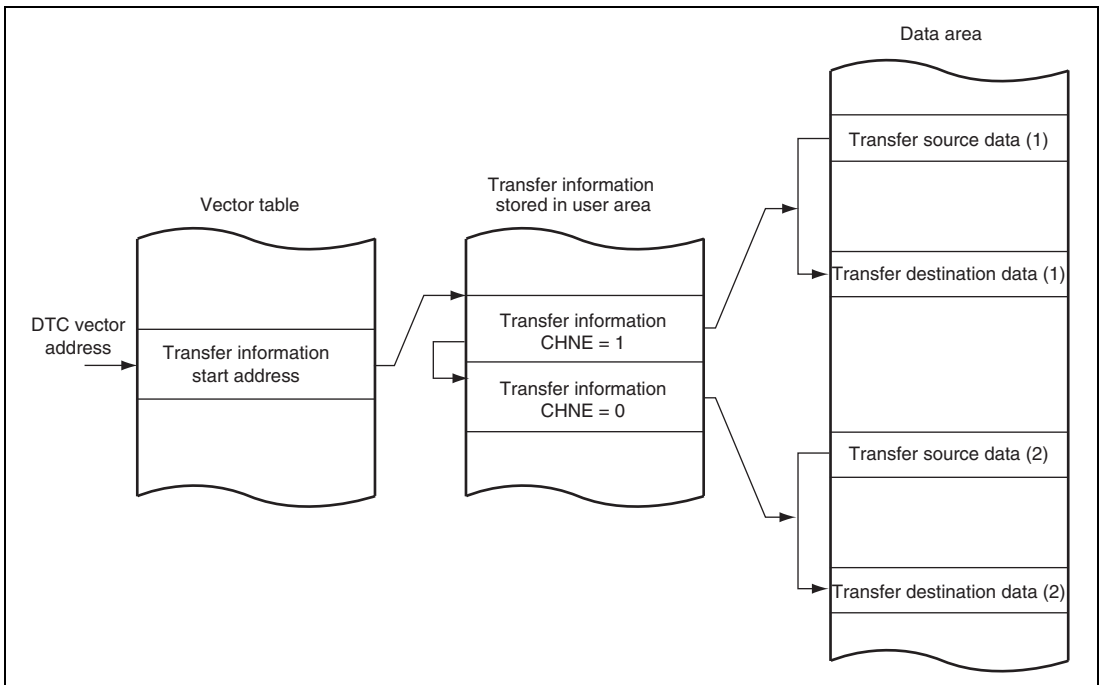 Data area
Transfer source data (1)
Transfer information
stored in user area
Vector table
Transfer destination data (1)
DTC vector
address
Transfer information
start address
Transfer information
CHNE = 1
Transfer information
CHNE = 0
Transfer source data (2)
Transfer destination data (2)